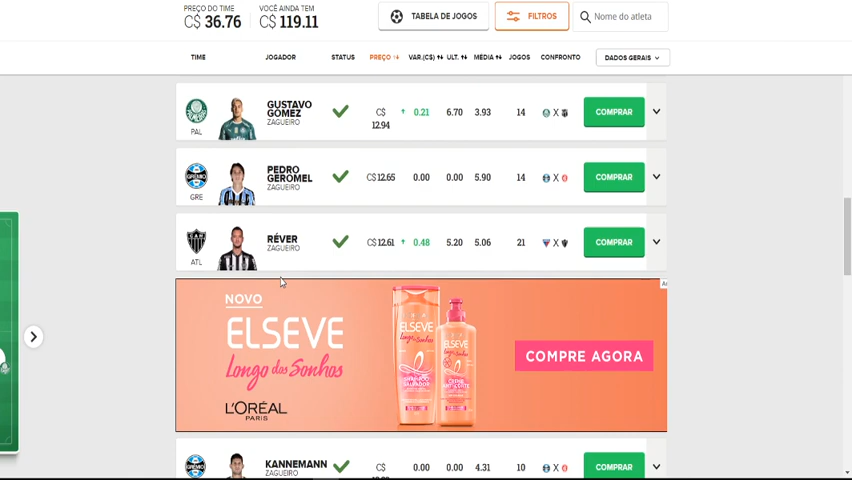 PREÇO DO TIME
C$ 36.76
VOCÊ AINDA TEM
C$ 119.11
TABELA DE JOGOS
FILTROS
Nome do atleta
TIME JOGADOR STATUS PREÇO VAR.(C$) ULT. MÉDIA JOGOS CONFRONTO DADOS GERAIS
PAL
GUSTAVO GÓMEZ
ZAGUEIRO
C$ 12.94
0.21 6.70 3.93 14 X COMPRAR
GRE
PEDRO GEROMEL
ZAGUEIRO
C$ 12.65 0.00 0.00 5.90 14 X COMPRAR
ATL
RÉVER
ZAGUEIRO
C$ 12.61 0.48 5.20 5.06 21 X COMPRAR
NOVO
ELSEVE
Longo dos Sonhos
L'ORÉAL
PARIS
ELSEVE
COMPRE AGORA
KANNEMANN
ZAGUEIRO
C$
0.00 0.00 4.31 10 X COMPRAR